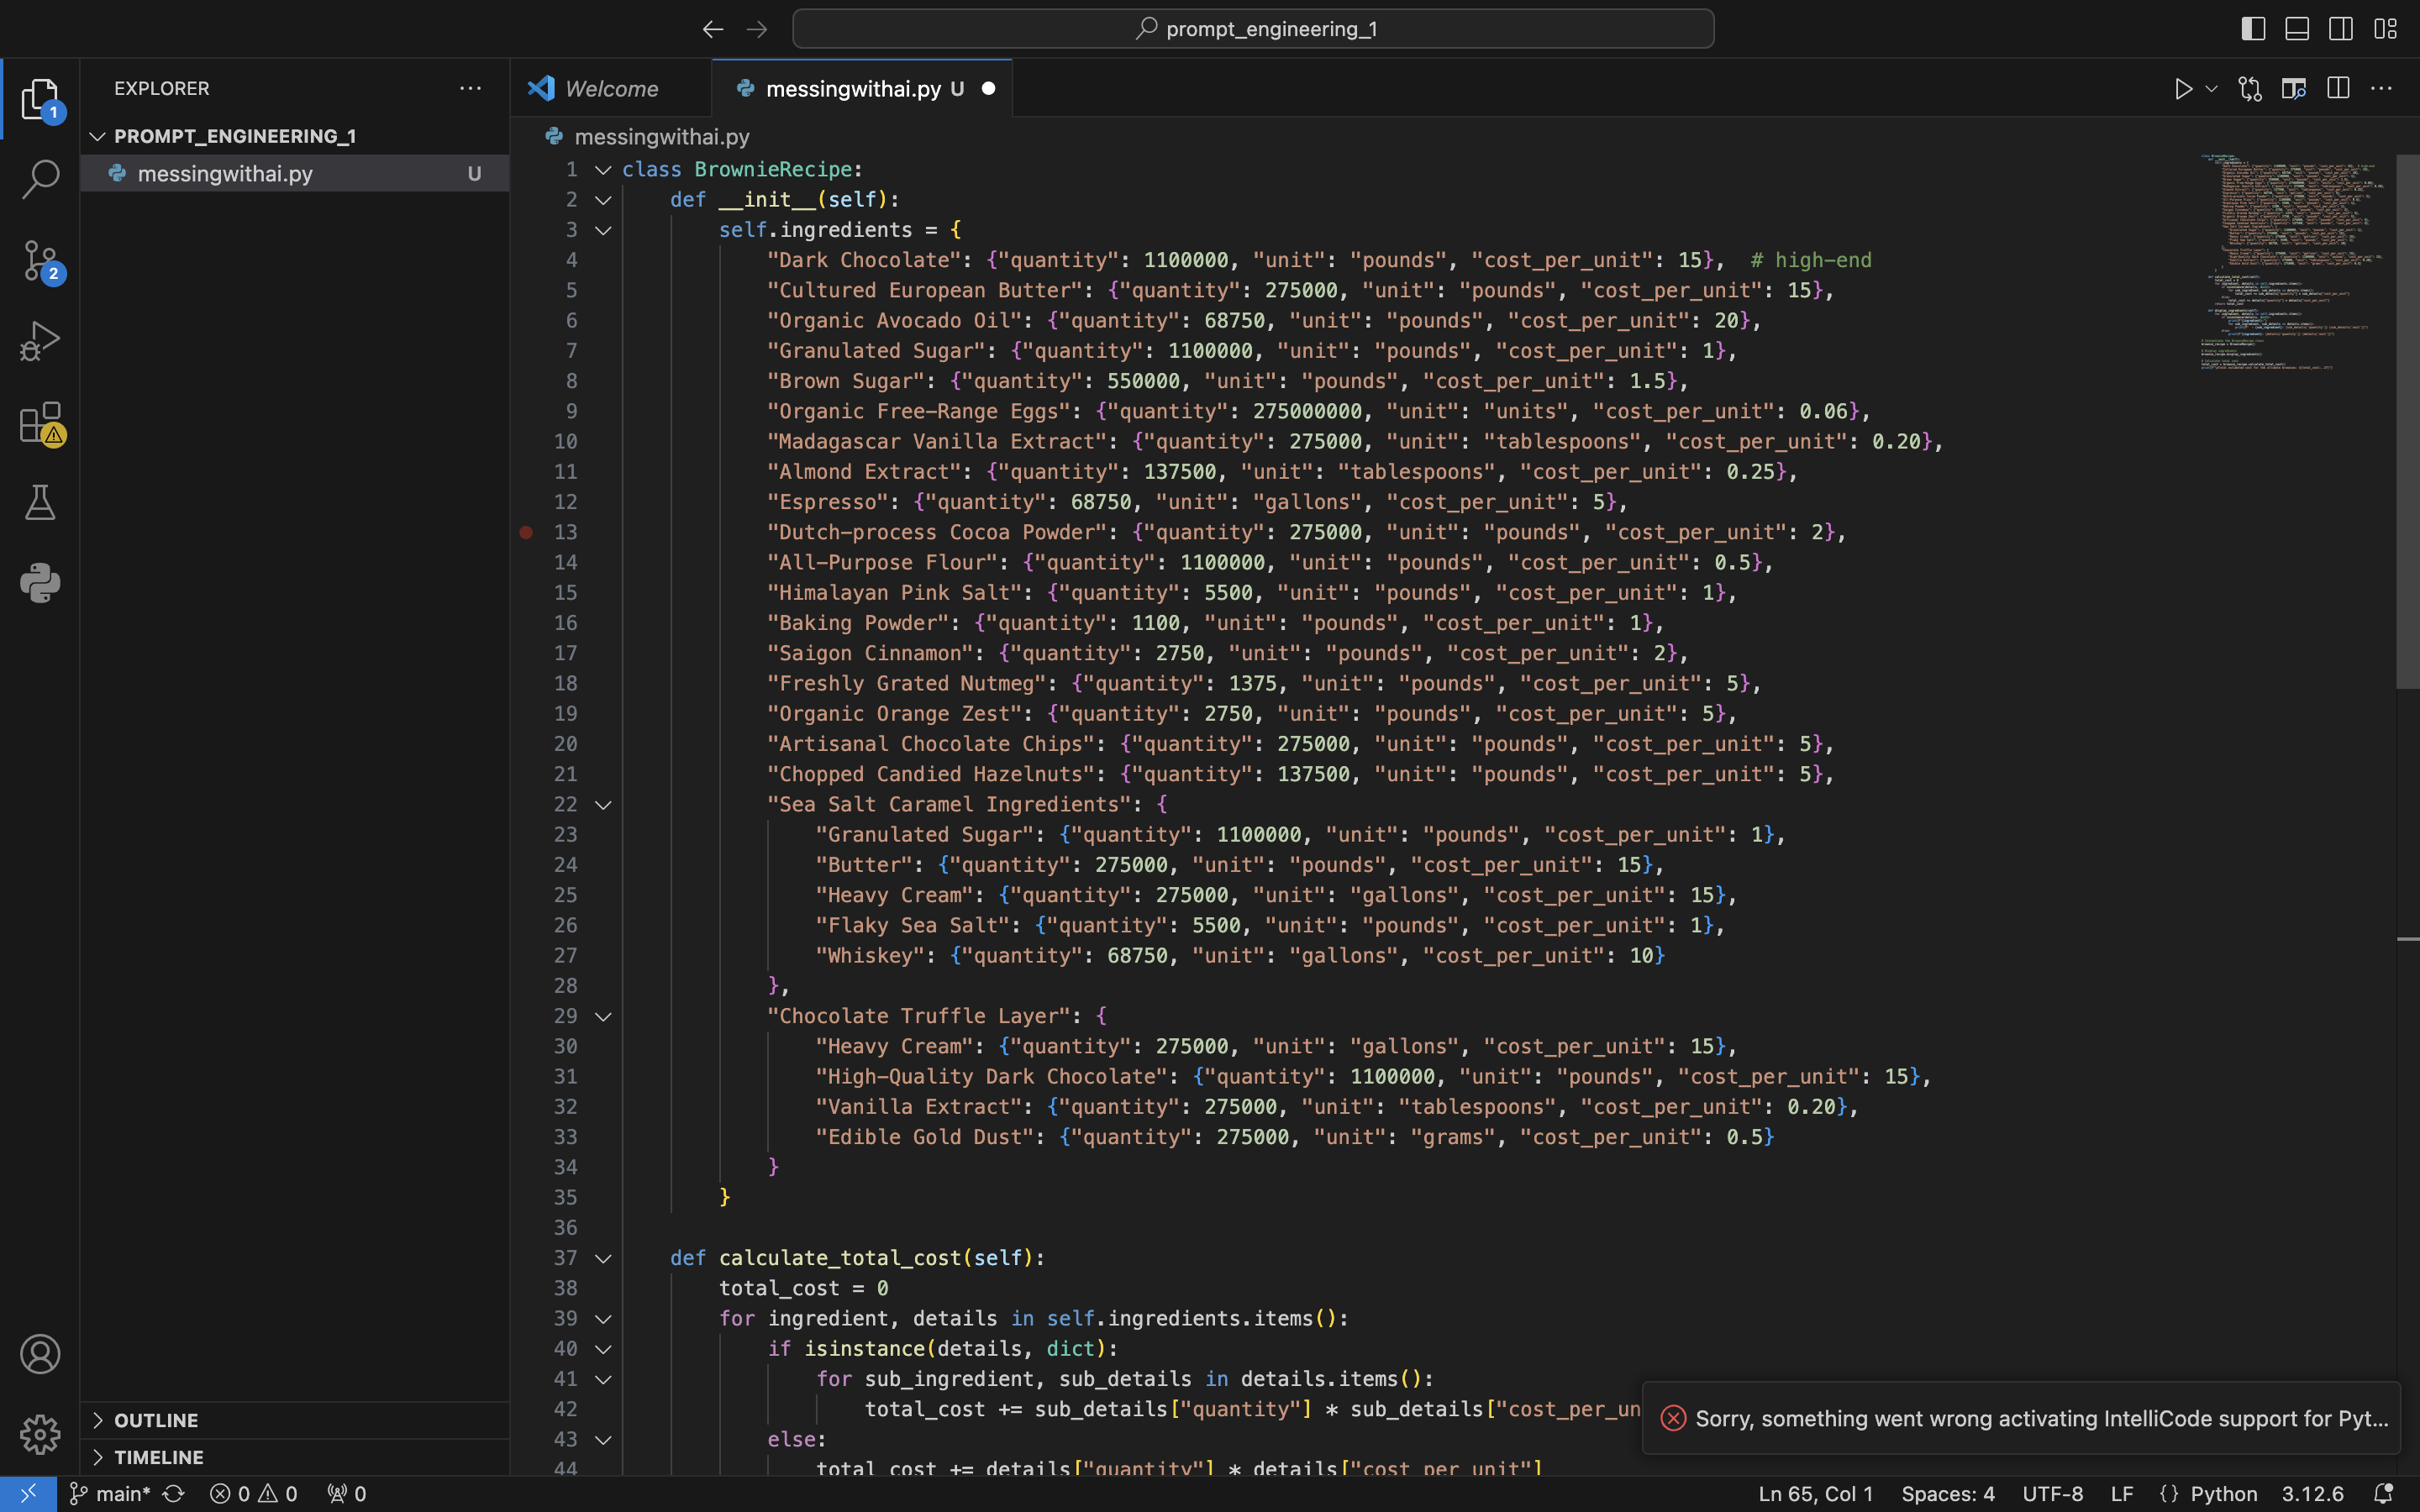 prompt_engineering_1
EXPLORER
Welcome
messingwithai.py U
1
PROMPT_ENGINEERING_1
messingwithai.py
messingwithai.py U
2
1 class BrownieRecipe:
2 def __init__(self):
3 self.ingredients = {
4 "Dark Chocolate": {"quantity": 1100000, "unit": "pounds", "cost_per_unit": 15}, # high-end
5 "Cultured European Butter": {"quantity": 275000, "unit": "pounds", "cost_per_unit": 15},
6 "Organic Avocado Oil": {"quantity": 68750, "unit": "pounds", "cost_per_unit": 20},
7 "Granulated Sugar": {"quantity": 1100000, "unit": "pounds", "cost_per_unit": 1},
8 "Brown Sugar": {"quantity": 550000, "unit": "pounds", "cost_per_unit": 1.5},
9 "Organic Free-Range Eggs": {"quantity": 275000000, "unit": "units", "cost_per_unit": 0.06},
10 "Madagascar Vanilla Extract": {"quantity": 275000, "unit": "tablespoons", "cost_per_unit": 0.20},
11 "Almond Extract": {"quantity": 137500, "unit": "tablespoons", "cost_per_unit": 0.25},
12 "Espresso": {"quantity": 68750, "unit": "gallons", "cost_per_unit": 5},
13 "Dutch-process Cocoa Powder": {"quantity": 275000, "unit": "pounds", "cost_per_unit": 2},
14 "All-Purpose Flour": {"quantity": 1100000, "unit": "pounds", "cost_per_unit": 0.5},
15 "Himalayan Pink Salt": {"quantity": 5500, "unit": "pounds", "cost_per_unit": 1},
16 "Baking Powder": {"quantity": 1100, "unit": "pounds", "cost_per_unit": 1},
17 "Saigon Cinnamon": {"quantity": 2750, "unit": "pounds", "cost_per_unit": 2},
18 "Freshly Grated Nutmeg": {"quantity": 1375, "unit": "pounds", "cost_per_unit": 5},
19 "Organic Orange Zest": {"quantity": 2750, "unit": "pounds", "cost_per_unit": 5},
20 "Artisanal Chocolate Chips": {"quantity": 275000, "unit": "pounds", "cost_per_unit": 5},
21 "Chopped Candied Hazelnuts": {"quantity": 137500, "unit": "pounds", "cost_per_unit": 5},
22 "Sea Salt Caramel Ingredients": {
23 "Granulated Sugar": {"quantity": 1100000, "unit": "pounds", "cost_per_unit": 1},
24 "Butter": {"quantity": 275000, "unit": "pounds", "cost_per_unit": 15},
25 "Heavy Cream": {"quantity": 275000, "unit": "gallons", "cost_per_unit": 15},
26 "Flaky Sea Salt": {"quantity": 5500, "unit": "pounds", "cost_per_unit": 1},
27 "Whiskey": {"quantity": 68750, "unit": "gallons", "cost_per_unit": 10}
28 },
29 "Chocolate Truffle Layer": {
30 "Heavy Cream": {"quantity": 275000, "unit": "gallons", "cost_per_unit": 15},
31 "High-Quality Dark Chocolate": {"quantity": 1100000, "unit": "pounds", "cost_per_unit": 15},
32 "Vanilla Extract": {"quantity": 275000, "unit": "tablespoons", "cost_per_unit": 0.20},
33 "Edible Gold Dust": {"quantity": 275000, "unit": "grams", "cost_per_unit": 0.5}
34 }
35 }
36
37 def calculate_total_cost(self):
38 total_cost = 0
39 for ingredient, details in self.ingredients.items():
40 if isinstance(details, dict):
41 for sub_ingredient, sub_details in details.items():
42 total_cost += sub_details["quantity"] * sub_details["cost_per_un
43 else:
44 total_cost += details["quantity"] * details["cost_per_unit"]
Sorry, something went wrong activating IntelliCode support for Pyt...
OUTLINE
TIMELINE
main* 0 0 0
Ln 65, Col 1 Spaces: 4 UTF-8 LF {} Python 3.12.6